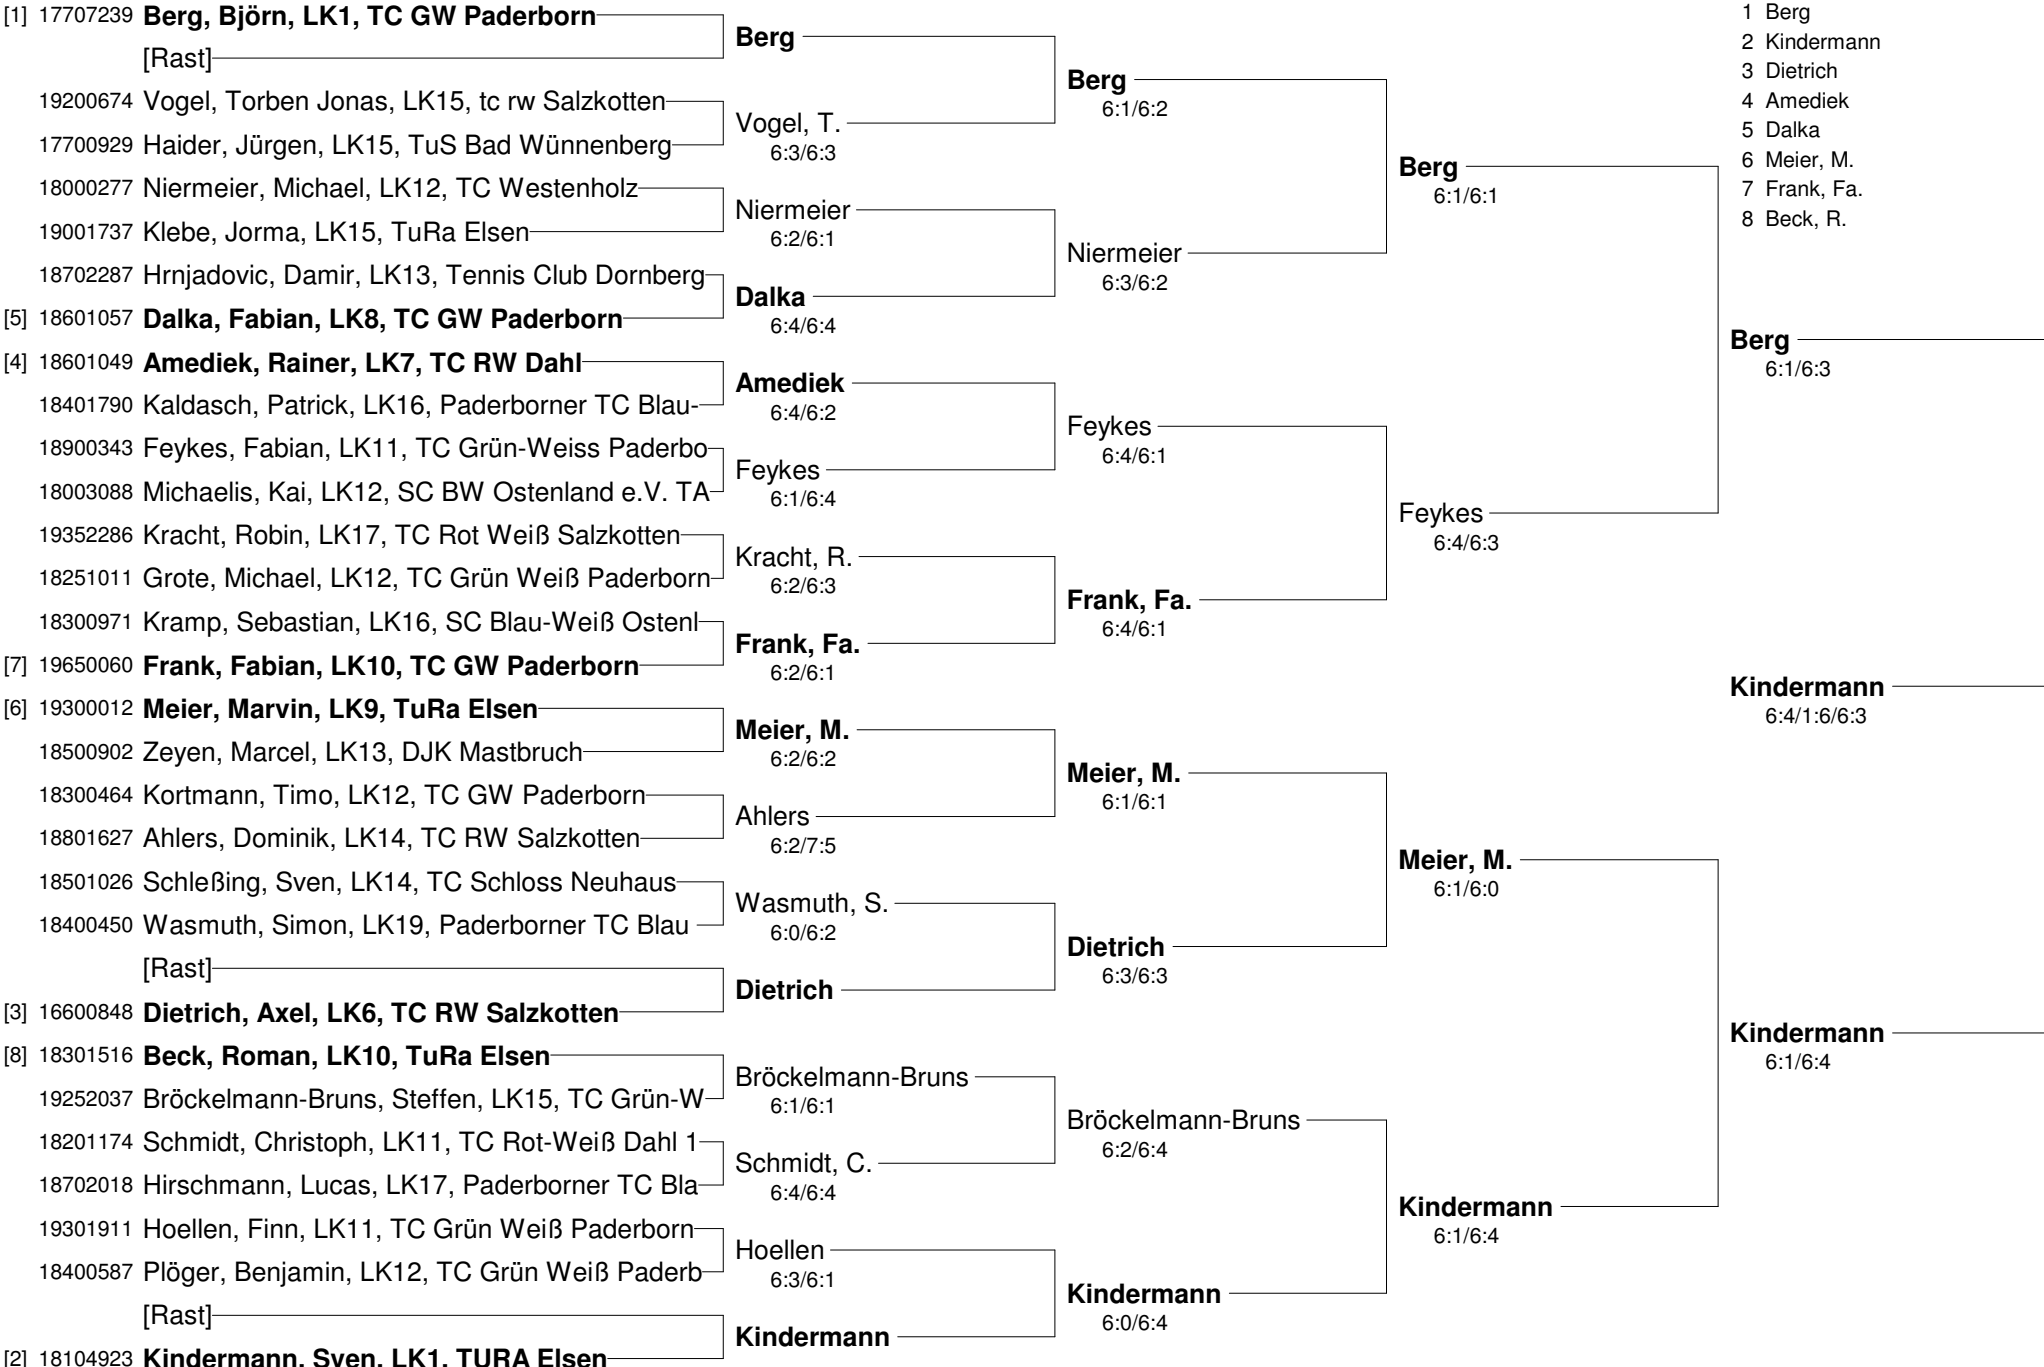 [1] 17707239 Berg, Björn, LK1, TC GW Paderborn
[Rast]
19200674 Vogel, Torben Jonas, LK15, tc rw Salzkotten
17700929 Haider, Jürgen, LK15, TuS Bad Wünnenberg
18000277 Niermeier, Michael, LK12, TC Westenholz
19001737 Klebe, Jorma, LK15, TuRa Elsen
18702287 Hrnjadovic, Damir, LK13, Tennis Club Dornberg
[5] 18601057 Dalka, Fabian, LK8, TC GW Paderborn
[4] 18601049 Amediek, Rainer, LK7, TC RW Dahl
18401790 Kaldasch, Patrick, LK16, Paderborner TC Blau-
18900343 Feykes, Fabian, LK11, TC Grün-Weiss Paderbo
18003088 Michaelis, Kai, LK12, SC BW Ostenland e.V. TA
19352286 Kracht, Robin, LK17, TC Rot Weiß Salzkotten
18251011 Grote, Michael, LK12, TC Grün Weiß Paderborn
18300971 Kramp, Sebastian, LK16, SC Blau-Weiß Ostenl
[7] 19650060 Frank, Fabian, LK10, TC GW Paderborn
[6] 19300012 Meier, Marvin, LK9, TuRa Elsen
18500902 Zeyen, Marcel, LK13, DJK Mastbruch
18300464 Kortmann, Timo, LK12, TC GW Paderborn
18801627 Ahlers, Dominik, LK14, TC RW Salzkotten
18501026 Schleßing, Sven, LK14, TC Schloss Neuhaus
18400450 Wasmuth, Simon, LK19, Paderborner TC Blau
[Rast]
[3] 16600848 Dietrich, Axel, LK6, TC RW Salzkotten
[8] 18301516 Beck, Roman, LK10, TuRa Elsen
19252037 Bröckelmann-Bruns, Steffen, LK15, TC Grün-W
18201174 Schmidt, Christoph, LK11, TC Rot-Weiß Dahl 1
18702018 Hirschmann, Lucas, LK17, Paderborner TC Bla
19301911 Hoellen, Finn, LK11, TC Grün Weiß Paderborn
18400587 Plöger, Benjamin, LK12, TC Grün Weiß Paderb
[Rast]
[2] 18104923 Kindermann, Sven, LK1, TURA Elsen
Berg
Vogel, T.
6:3/6:3
Niermeier
6:2/6:1
Dalka
6:4/6:4
Amediek
6:4/6:2
Feykes
6:1/6:4
Kracht, R.
6:2/6:3
Frank, Fa.
6:2/6:1
Meier, M.
6:2/6:2
Ahlers
6:2/7:5
Wasmuth, S.
6:0/6:2
Dietrich
Bröckelmann-Bruns
6:1/6:1
Schmidt, C.
6:4/6:4
Hoellen
6:3/6:1
Kindermann
Berg
6:1/6:2
Niermeier
6:3/6:2
Feykes
6:4/6:1
Frank, Fa.
6:4/6:1
Meier, M.
6:1/6:1
Dietrich
6:3/6:3
Bröckelmann-Bruns
6:2/6:4
Kindermann
6:0/6:4
Berg
6:1/6:1
Feykes
6:4/6:3
Meier, M.
6:1/6:0
Kindermann
6:1/6:4
1 Berg
2 Kindermann
3 Dietrich
4 Amediek
5 Dalka
6 Meier, M.
7 Frank, Fa.
8 Beck, R.
Berg
6:1/6:3
Kindermann
6:4/1:6/6:3
Kindermann
6:1/6:4